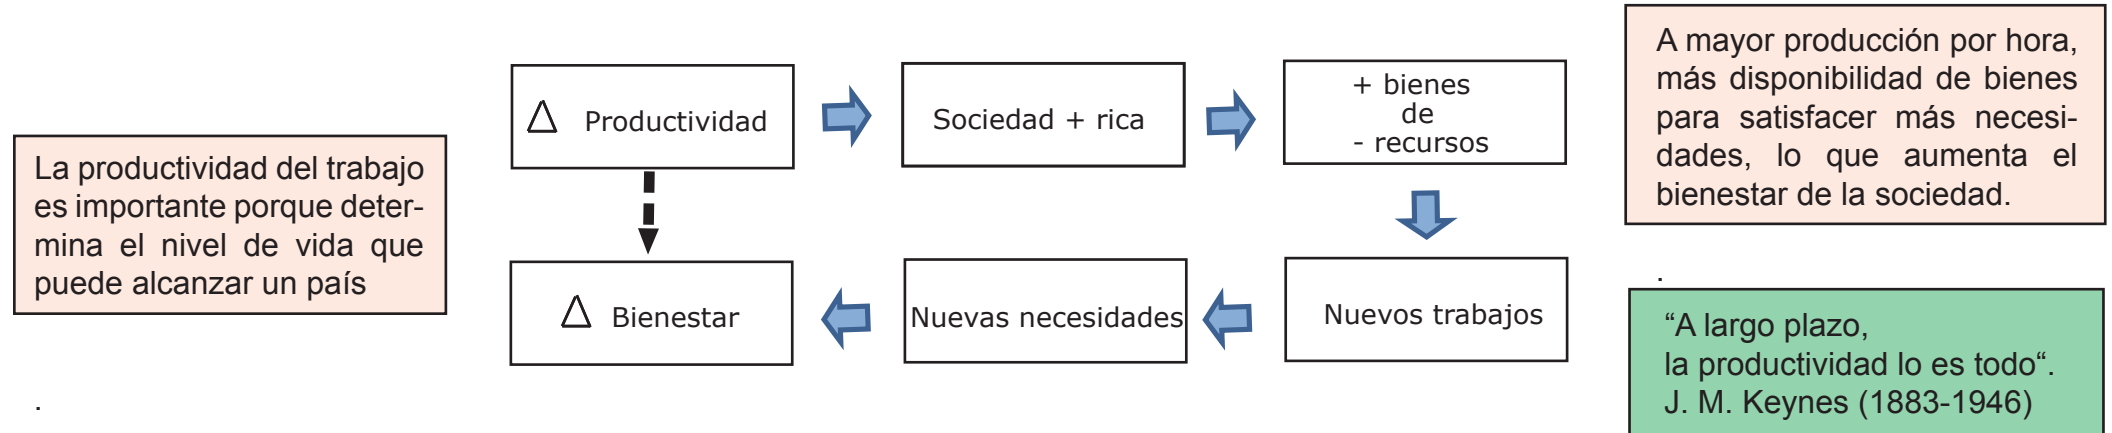 La productividad del trabajo
es importante porque deter-
mina el nivel de vida que
puede alcanzar un país
.
Δ Productividad
Sociedad + rica
+ bienes
de
- recursos
Nuevos trabajos
Nuevas necesidades
Δ Bienestar
A mayor producción por hora,
más disponibilidad de bienes
para satisfacer más necesi-
dades, lo que aumenta el
bienestar de la sociedad.
.
“A largo plazo,
la productividad lo es todo“.
J. M. Keynes (1883-1946)